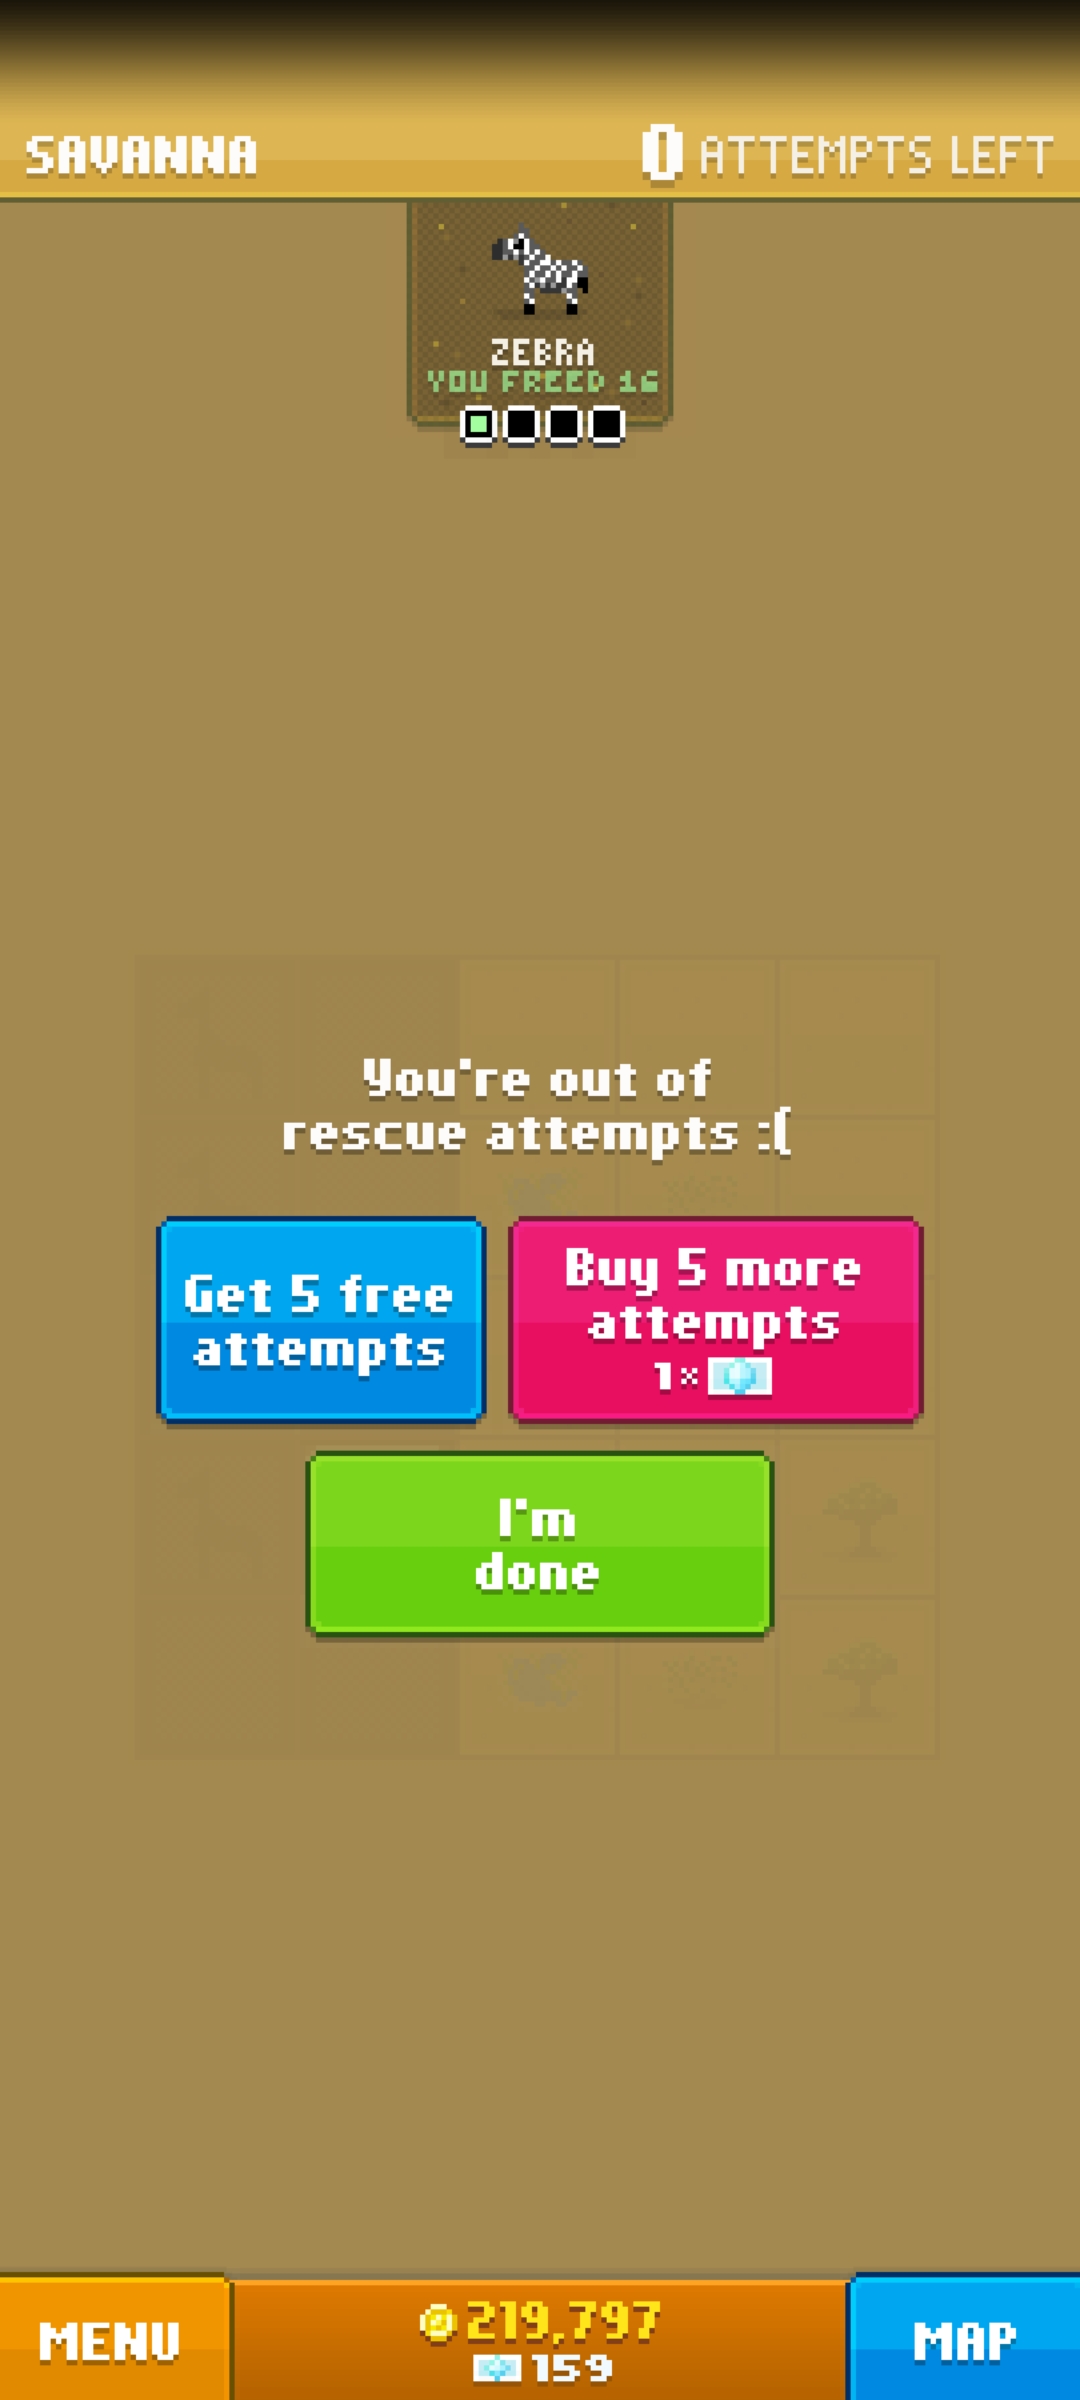 SAVANNA
0 ATTEMPTS LEFT
ZEBRA
YOU FREED 16
You're out of
rescue attempts :(
Get 5 free
attempts
Buy 5 more
attempts
1×
I'm
done
MENU
219,797
159
MAP